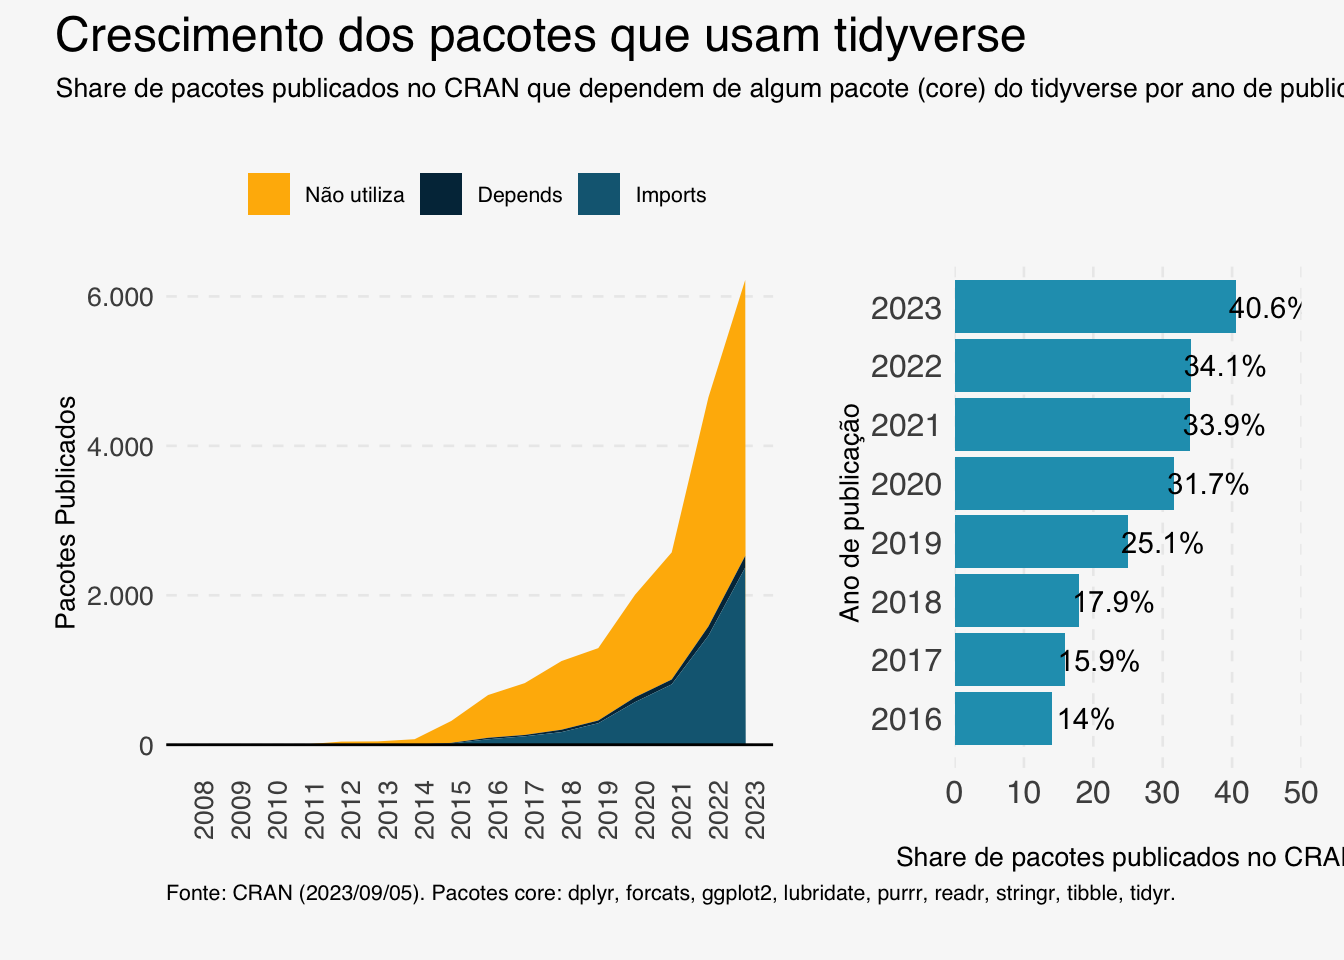 Crescimento dos pacotes que usam tidyverse
Share de pacotes publicados no CRAN que dependem de algum pacote (core) do tidyverse por ano de
Não utiliza Depends Imports
Pacotes Publicados
6.000
4.000
2.000
0
2008 2009 2010 2011 2012 2013 2014 2015 2016 2017 2018 2019 2020 2021 2022 2023
Ano de publicação
2023 40.6%
2022 34.1%
2021 33.9%
2020 31.7%
2019 25.1%
2018 17.9%
2017 15.9%
2016 14%
0 10 20 30 40 50
Share de pacotes publicados no
Fonte: CRAN (2023/09/05). Pacotes core: dplyr, forcats, ggplot2, lubridate, purrr, readr, stringr, tibble, tidyr.